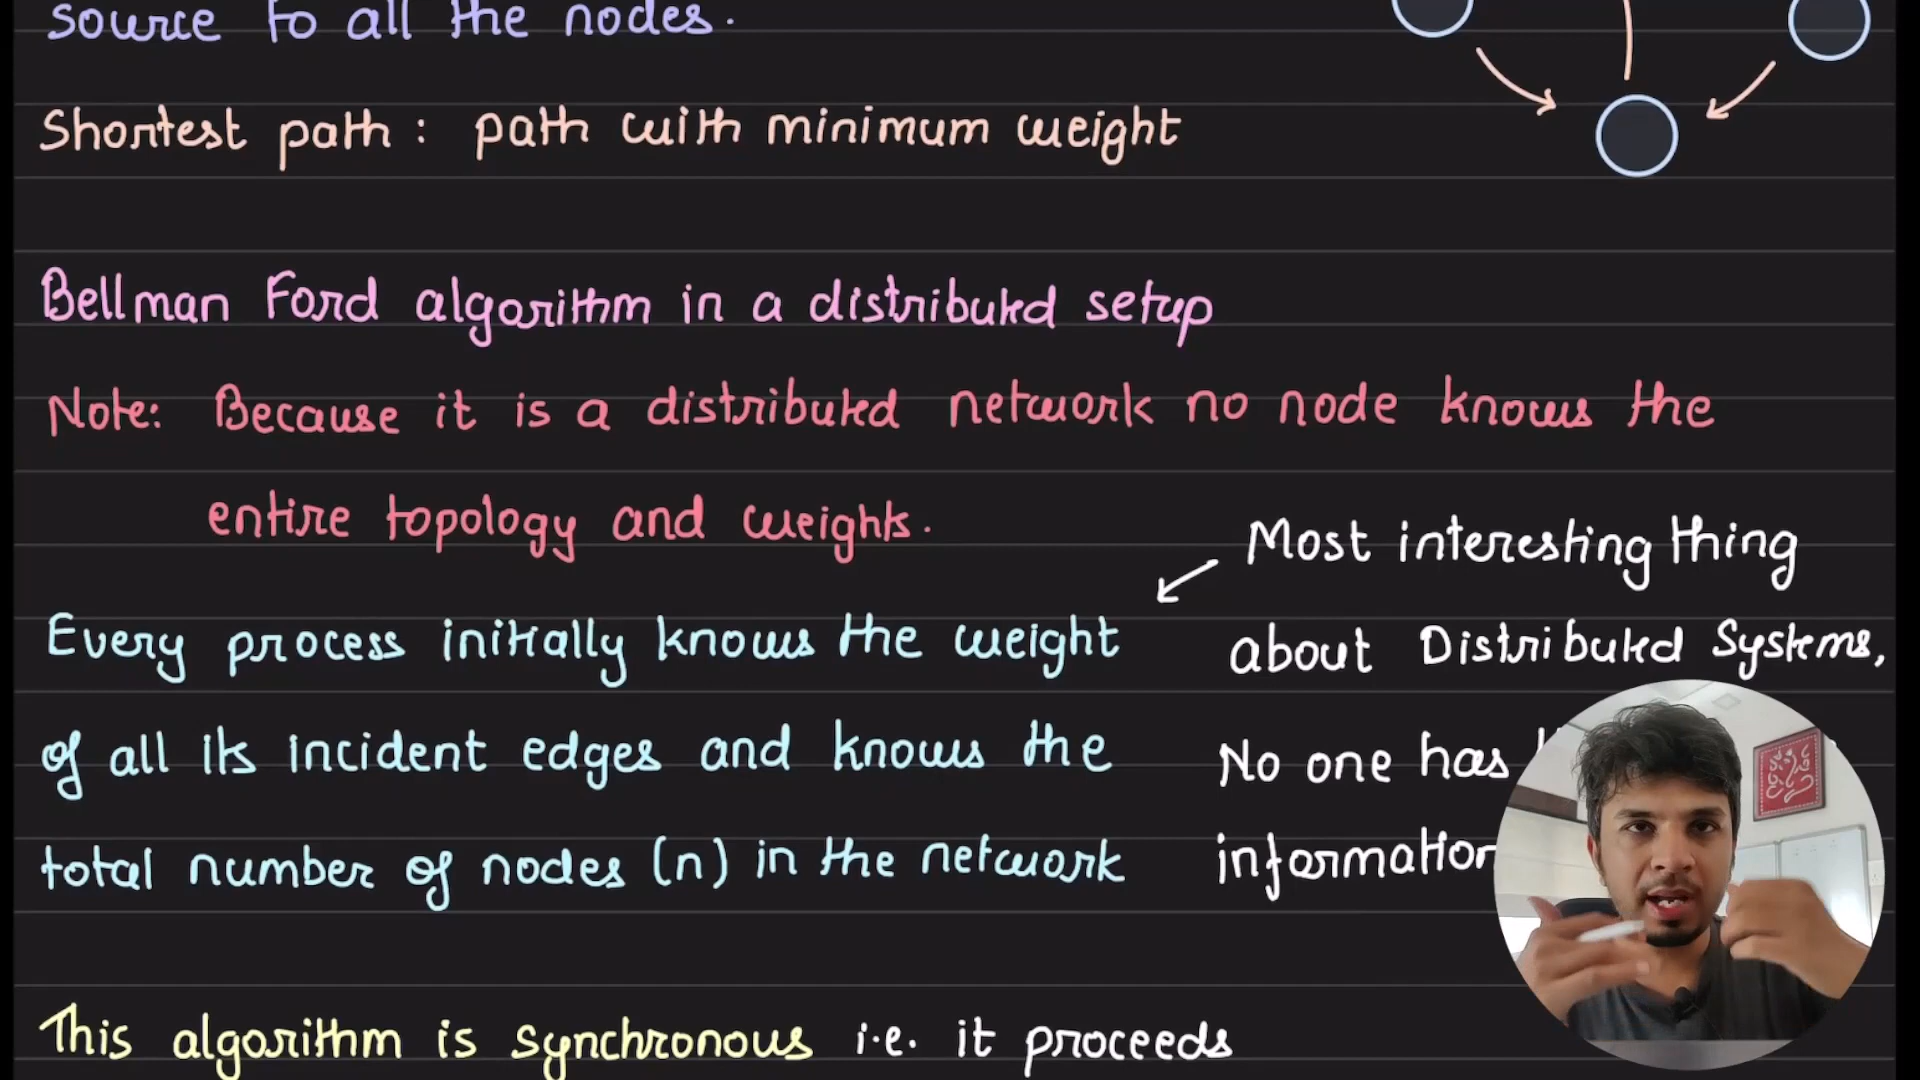 source to all the nodes.
Shortest path : path with minimum weight
Bellman Ford algorithm in a distributed setup
Note: Because it is a distributed network no node knows the
entire topology and weights.
Most interesting thing
about Distributed Systems,
No one has
information
Every process initially knows the weight
of all its incident edges and knows the
total number of nodes (n) in the network
This algorithm is synchronous i.e. it proceeds